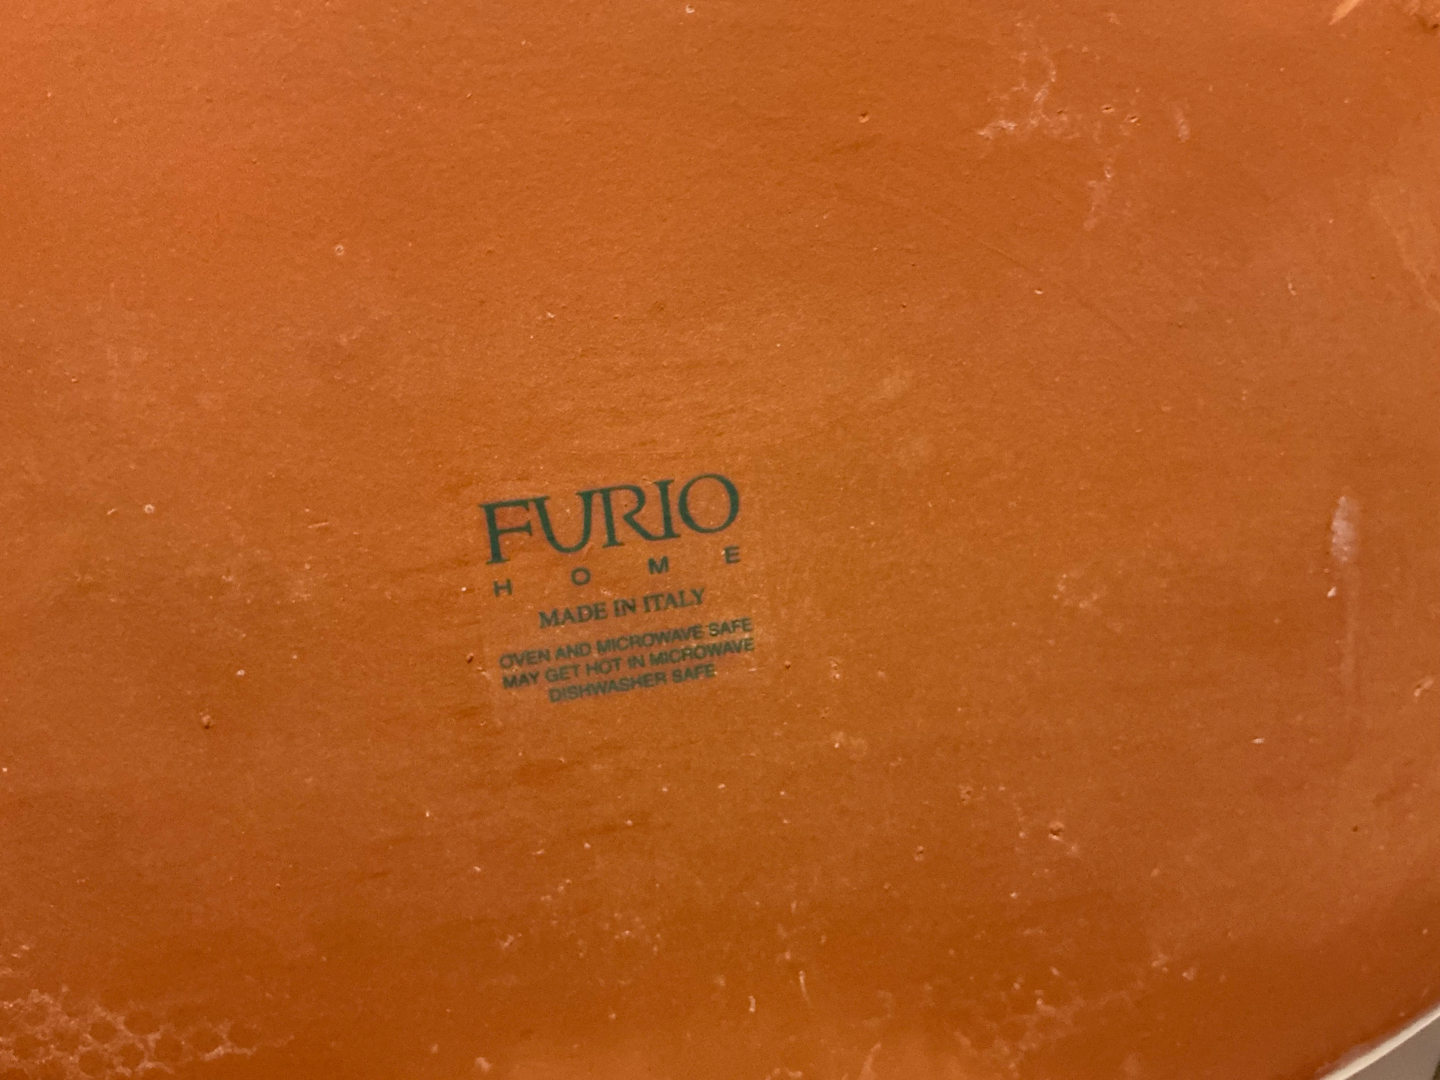 FURIO
HOME
MADE IN ITALY
OVEN AND MICROWAVE SAFE
MAY GET HOT IN MICROWAVE
DISHWASHER SAFE